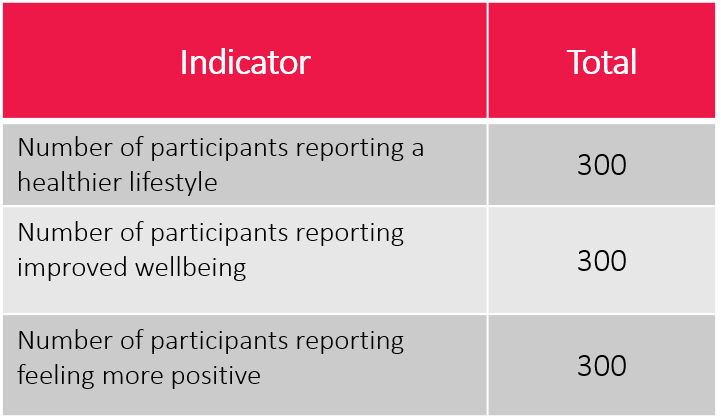 Indicator Total
Number of participants reporting a
healthier lifestyle
300
Number of participants reporting
improved wellbeing
300
Number of participants reporting
feeling more positive
300